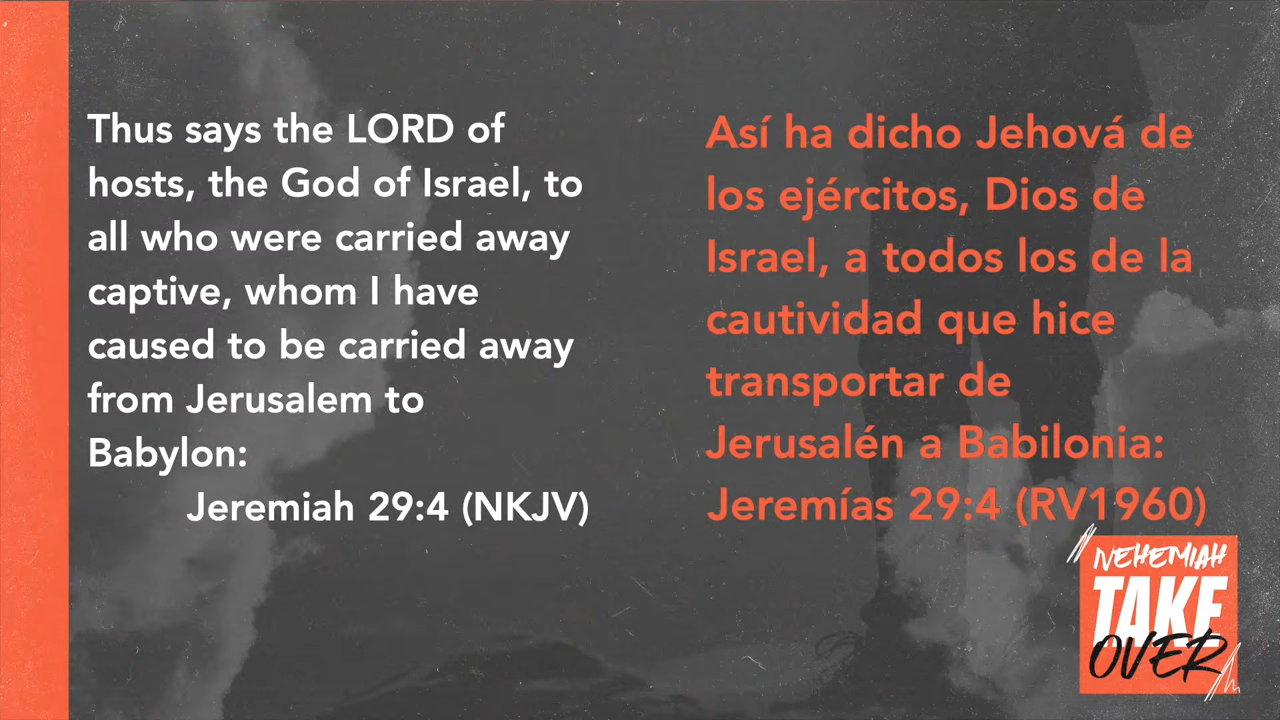 Thus says the LORD of
hosts, the God of Israel, to
all who were carried away
captive, whom I have
caused to be carried away
from Jerusalem to
Babylon:
Jeremiah 29:4 (NKJV)
Así ha dicho Jehová de
los ejércitos, Dios de
Israel, a todos los de la
cautividad que hice
transportar de
Jerusalén a Babilonia:
Jeremías 29:4 (RV1960)
NEHEMIAH
TAKE
OVER